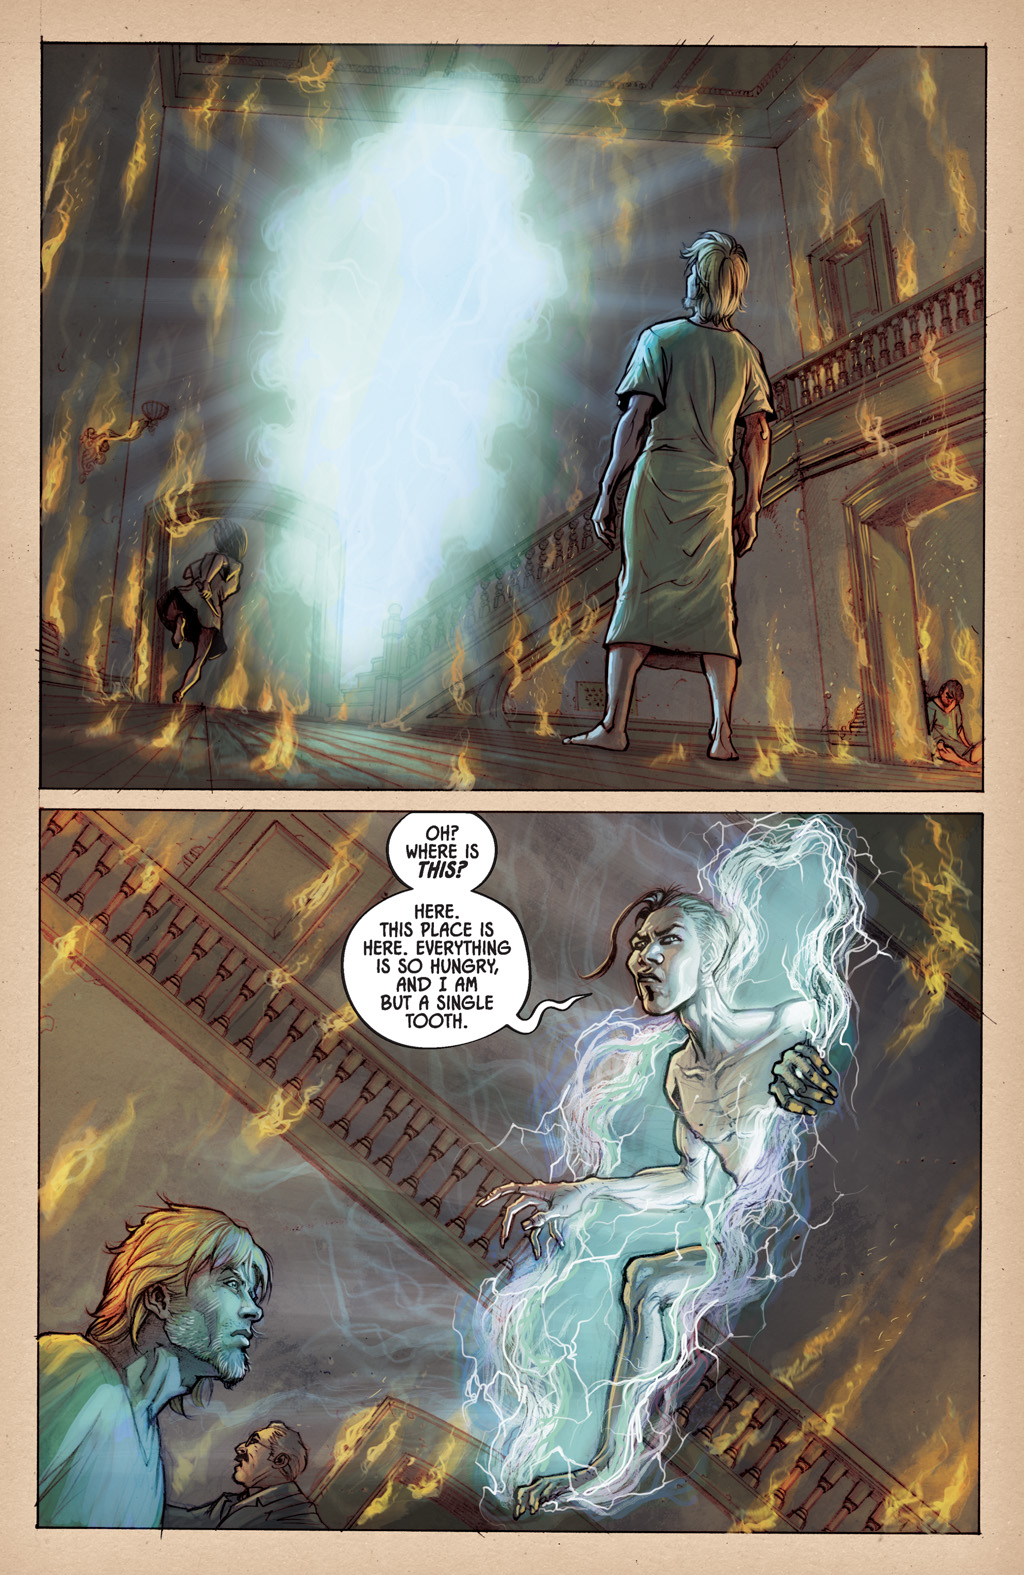 OH?
WHERE IS
THIS?
HERE.
THIS PLACE IS
HERE. EVERYTHING
IS SO HUNGRY,
AND I AM
BUT A SINGLE
TOOTH.